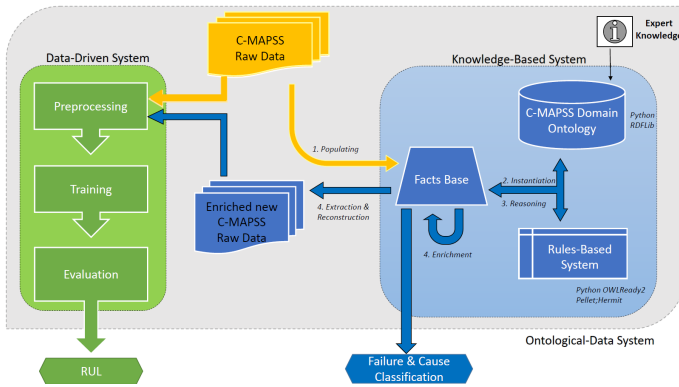 Expert
Knowledge
C-MAPSS
Raw Data
Data-Driven System
Knowledge-Based System
Preprocessing
C-MAPSS Domain
Ontology
Python
RDFLib
1. Populating
Training
Facts Base
2. Instantiation
3. Reasoning
Enriched new
C-MAPSS
Raw Data
4. Extraction &
Reconstruction
4. Enrichment
Rules-Based
System
Evaluation
Python OWLReady2
Pellet;Hermit
Ontological-Data System
RUL
Failure & Cause
Classification